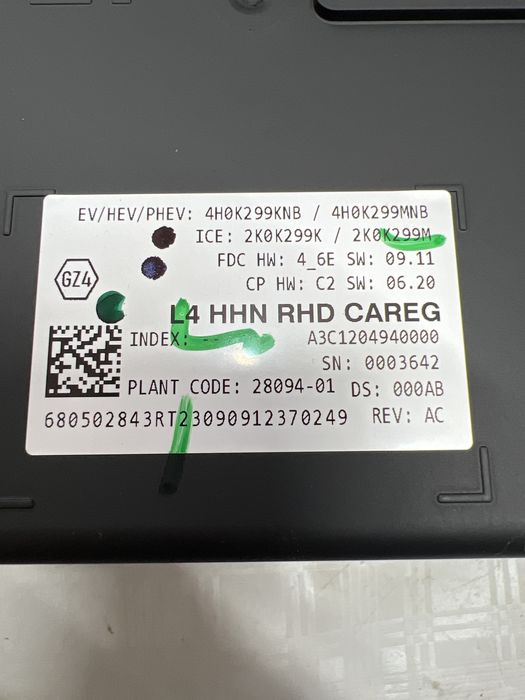 EV/HEV/PHEV: 4H0K299KNB / 4H0K299MNB
ICE: 2K0K299K / 2K0K299M
FDC HW: 4_6E SW: 09.11
GZ4
CP HW: C2 SW: 06.20
L4 HHN RHD CAREG
INDEX: --- A3C1204940000
SN: 0003642
PLANT CODE: 28094-01 DS: 000AB
680502843RT23090912370249 REV: AC